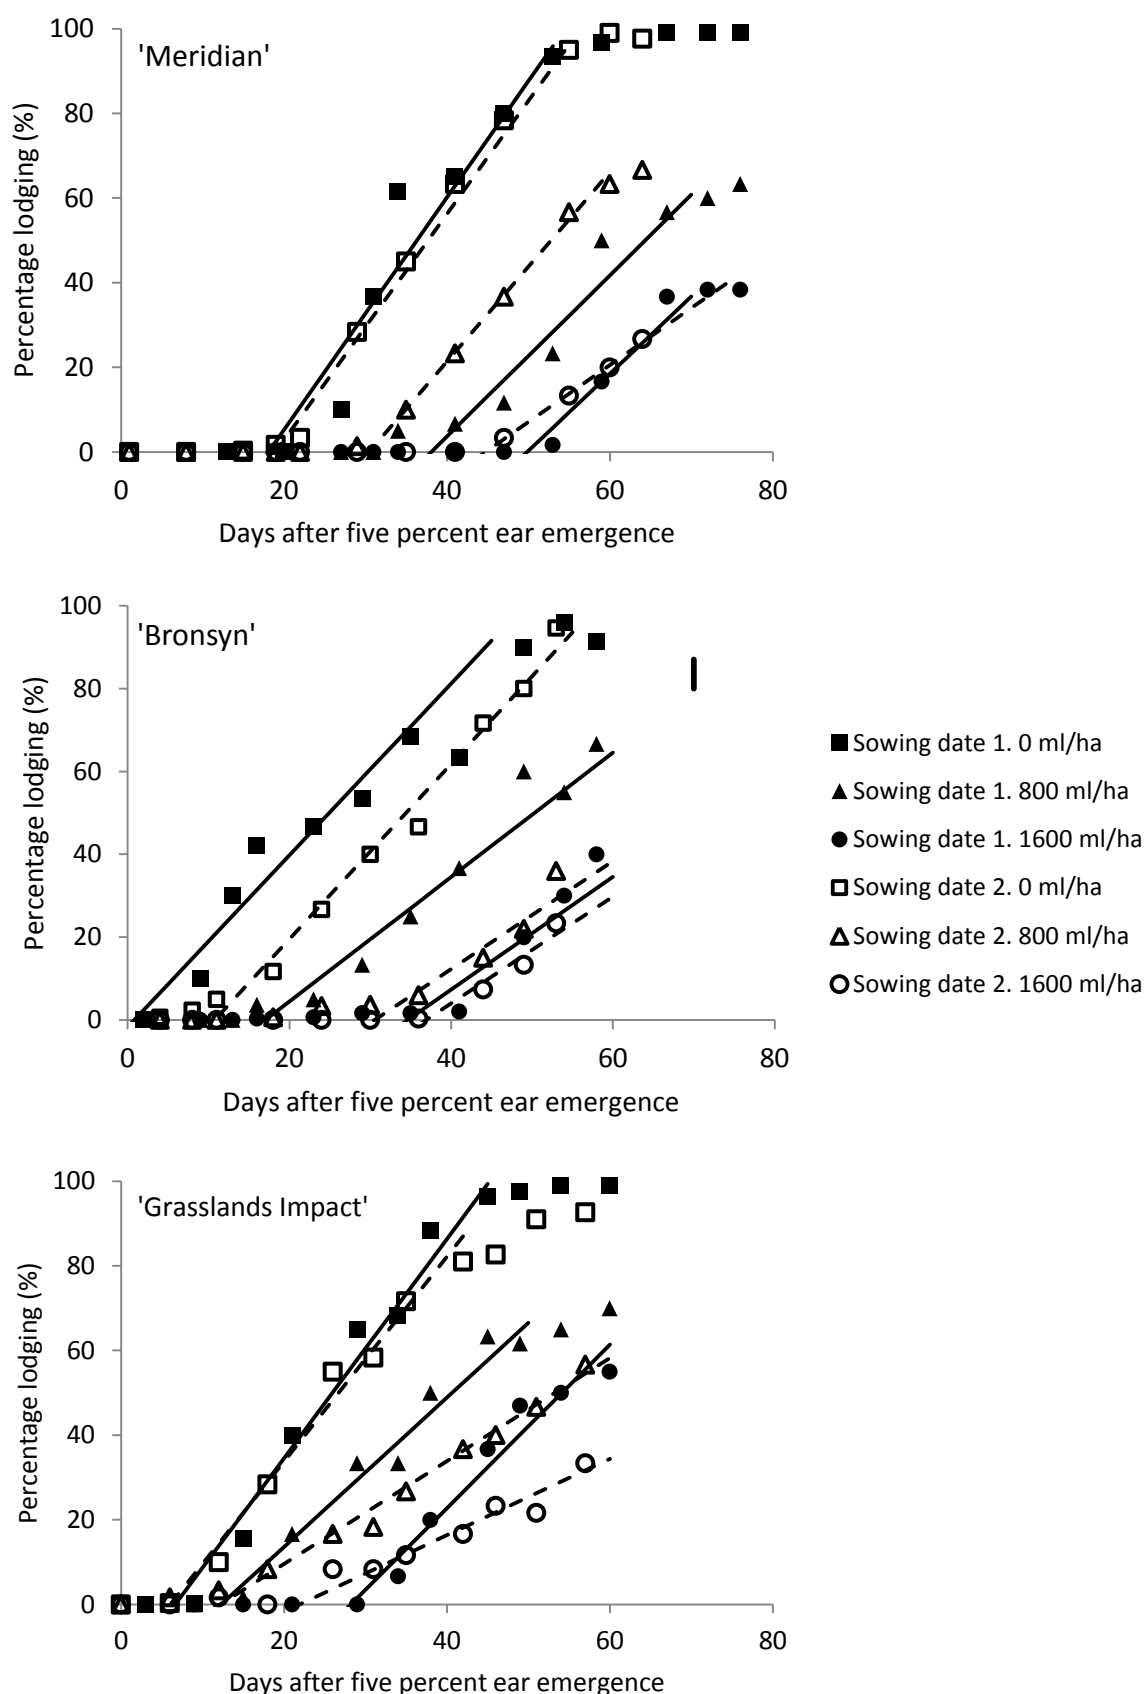 100
80
60
40
20
0
Percentage lodging (%)
'Meridian'
0 20 40 60 80
Days after five percent ear emergence
100
80
60
40
20
0
Percentage lodging (%)
'Bronsyn'
0 20 40 60 80
Days after five percent ear emergence
Sowing date 1. 0 ml/ha
Sowing date 1. 800 ml/ha
Sowing date 1. 1600 ml/ha
Sowing date 2. 0 ml/ha
Sowing date 2. 800 ml/ha
Sowing date 2. 1600 ml/ha
100
80
60
40
20
0
Percentage lodging (%)
'Grasslands Impact'
0 20 40 60 80
Days after five percent ear emergence